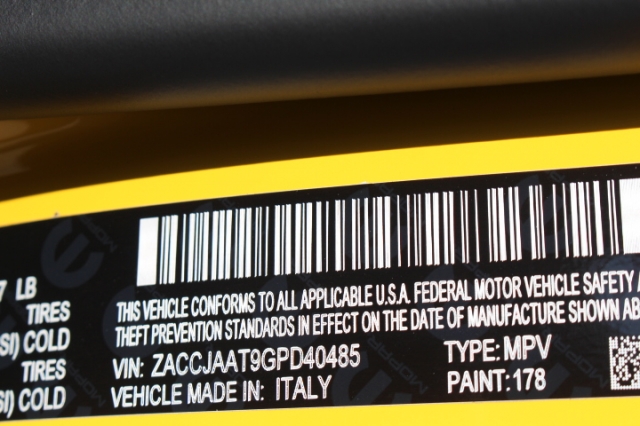 7 LB
TIRES
SI) COLD
TIRES
SI) COLD
THIS VEHICLE CONFORMS TO ALL APPLICABLE U.S.A. FEDERAL MOTOR VEHICLE SAFETY
THEFT PREVENTION STANDARDS IN EFFECT ON THE DATE OF MANUFACTURE SHOWN AB
VIN: ZACCJAAT9GPD40485 TYPE: MPV
VEHICLE MADE IN: ITALY PAINT: 178
MOPAR